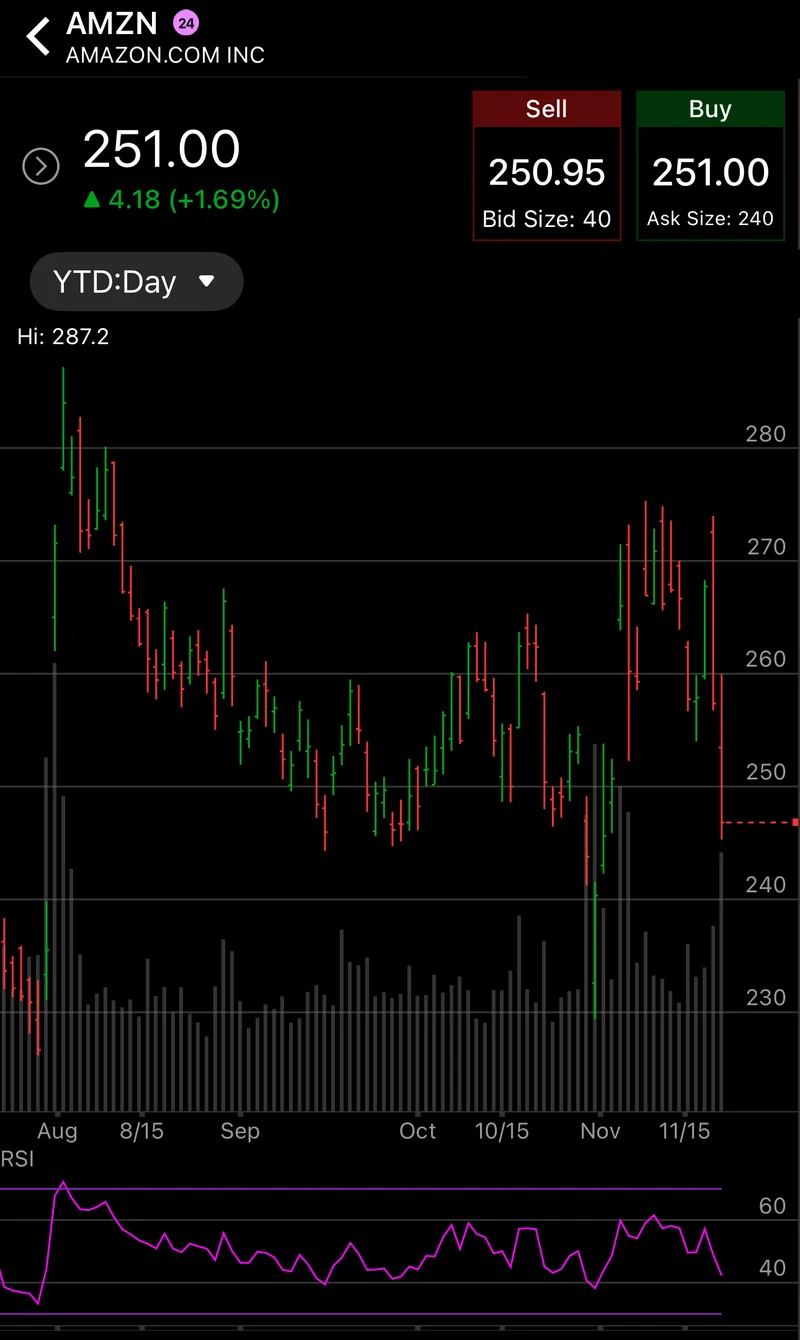 AMZN 24
AMAZON.COM INC
251.00
▲ 4.18 (+1.69%)
Sell
250.95
Bid Size: 40
Buy
251.00
Ask Size: 240
YTD:Day ▼
Hi: 287.2
280
270
260
250
240
230
Aug 8/15 Sep Oct 10/15 Nov 11/15
RSI
60
40